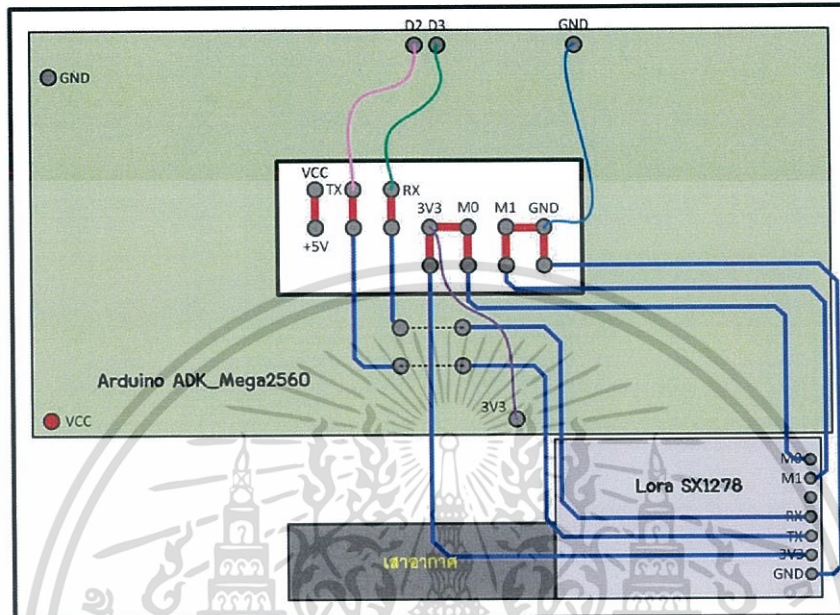 D2 D3 GND
GND
VCC
TX RX
3V3 M0 M1 GND
+5V
Arduino ADK_Mega2560
VCC
3V3
M0
Lora SX1278 M1
RX
TX
เสาอากาศ 3V3
GND